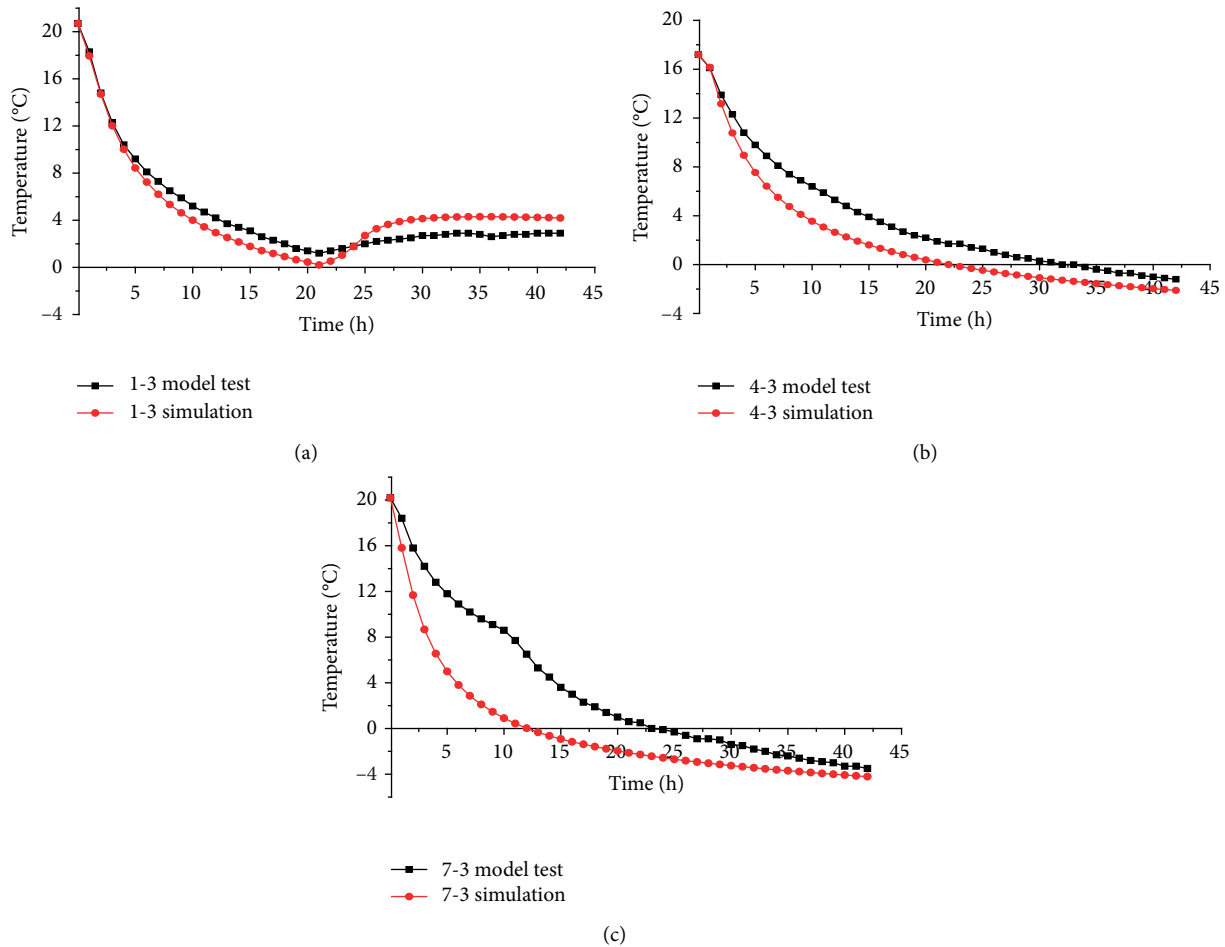 20
16
12
8
4
0
−4
Temperature (°C)
5 10 15 20 25 30 35 40 45
Time (h)
1-3 model test
1-3 simulation
(a)
20
16
12
8
4
0
−4
Temperature (°C)
5 10 15 20 25 30 35 40 45
Time (h)
4-3 model test
4-3 simulation
(b)
20
16
12
8
4
0
−4
Temperature (°C)
5 10 15 20 25 30 35 40 45
Time (h)
7-3 model test
7-3 simulation
(c)